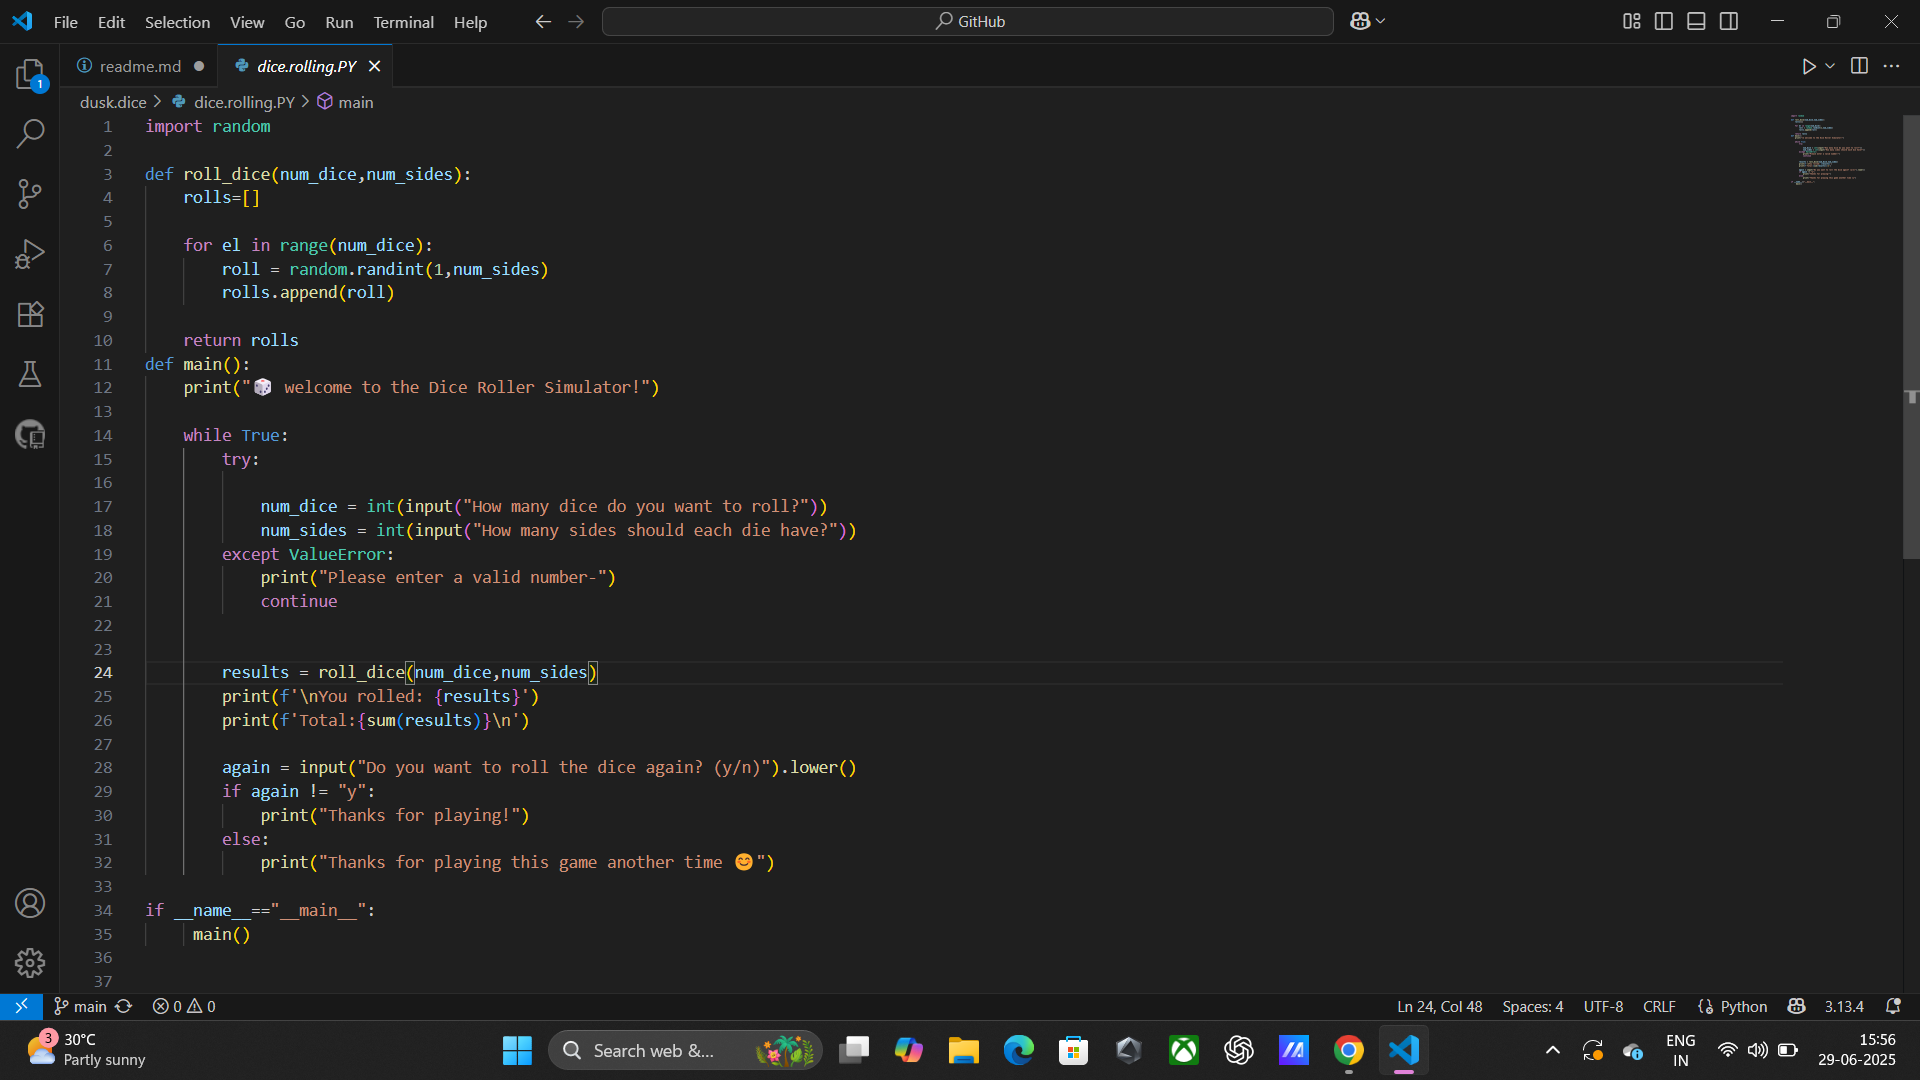 File Edit Selection View Go Run Terminal Help
GitHub
readme.md
dice.rolling.PY
1
dusk.dice > dice.rolling.PY > main
1 import random
2
3 def roll_dice(num_dice,num_sides):
4 rolls=[]
5
6 for el in range(num_dice):
7 roll = random.randint(1,num_sides)
8 rolls.append(roll)
9
10 return rolls
11 def main():
12 print("🎲 welcome to the Dice Roller Simulator!")
13
14 while True:
15 try:
16
17 num_dice = int(input("How many dice do you want to roll?"))
18 num_sides = int(input("How many sides should each die have?"))
19 except ValueError:
20 print("Please enter a valid number-")
21 continue
22
23
24 results = roll_dice(num_dice,num_sides)
25 print(f'\nYou rolled: {results}')
26 print(f'Total:{sum(results)}\n')
27
28 again = input("Do you want to roll the dice again? (y/n)").lower()
29 if again != "y":
30 print("Thanks for playing!")
31 else:
32 print("Thanks for playing this game another time 😊")
33
34 if __name__=="__main__":
35 main()
36
37
main 0 0
Ln 24, Col 48 Spaces: 4 UTF-8 CRLF Python 3.13.4
3
30°C
Partly sunny
Search web &...
ENG
IN
15:56
29-06-2025